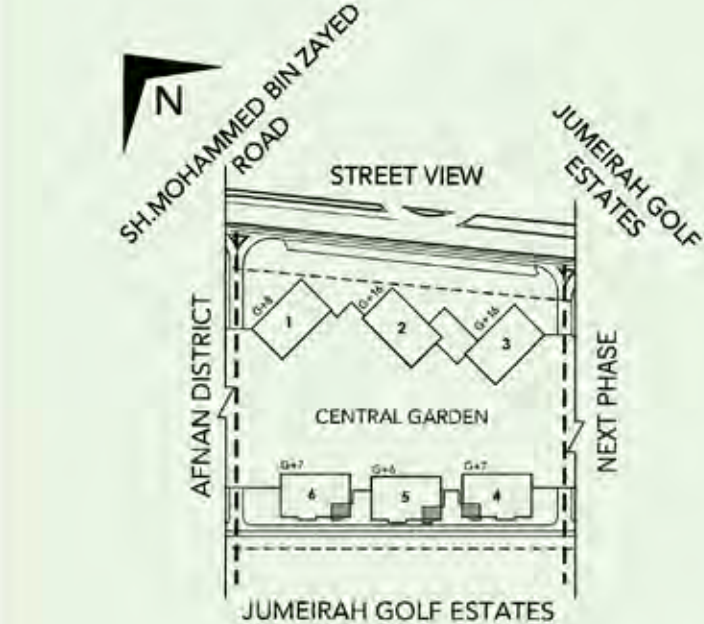 N
SH.MOHAMMED BIN ZAYED
ROAD
STREET VIEW
JUMEIRAH GOLF
ESTATES
G+8
1
G+16
2
G+16
3
AFNAN DISTRICT
CENTRAL GARDEN
NEXT PHASE
G+7
6
G+6
5
G+7
4
JUMEIRAH GOLF ESTATES